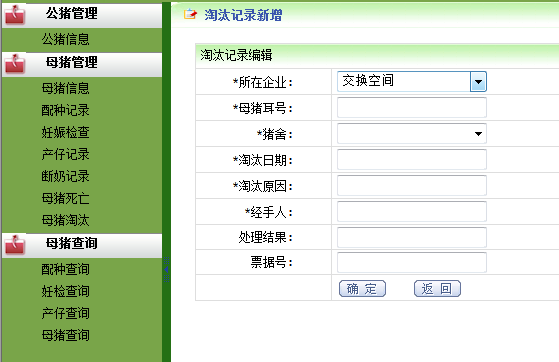 公猪管理
公猪信息
母猪管理
母猪信息
配种记录
妊娠检查
产仔记录
断奶记录
母猪死亡
母猪淘汰
母猪查询
配种查询
妊检查询
产仔查询
母猪查询
淘汰记录新增
淘汰记录编辑
*所在企业： 交换空间
*母猪耳号：
*猪舍：
*淘汰日期：
*淘汰原因：
*经手人：
处理结果：
票据号：
确 定 返 回